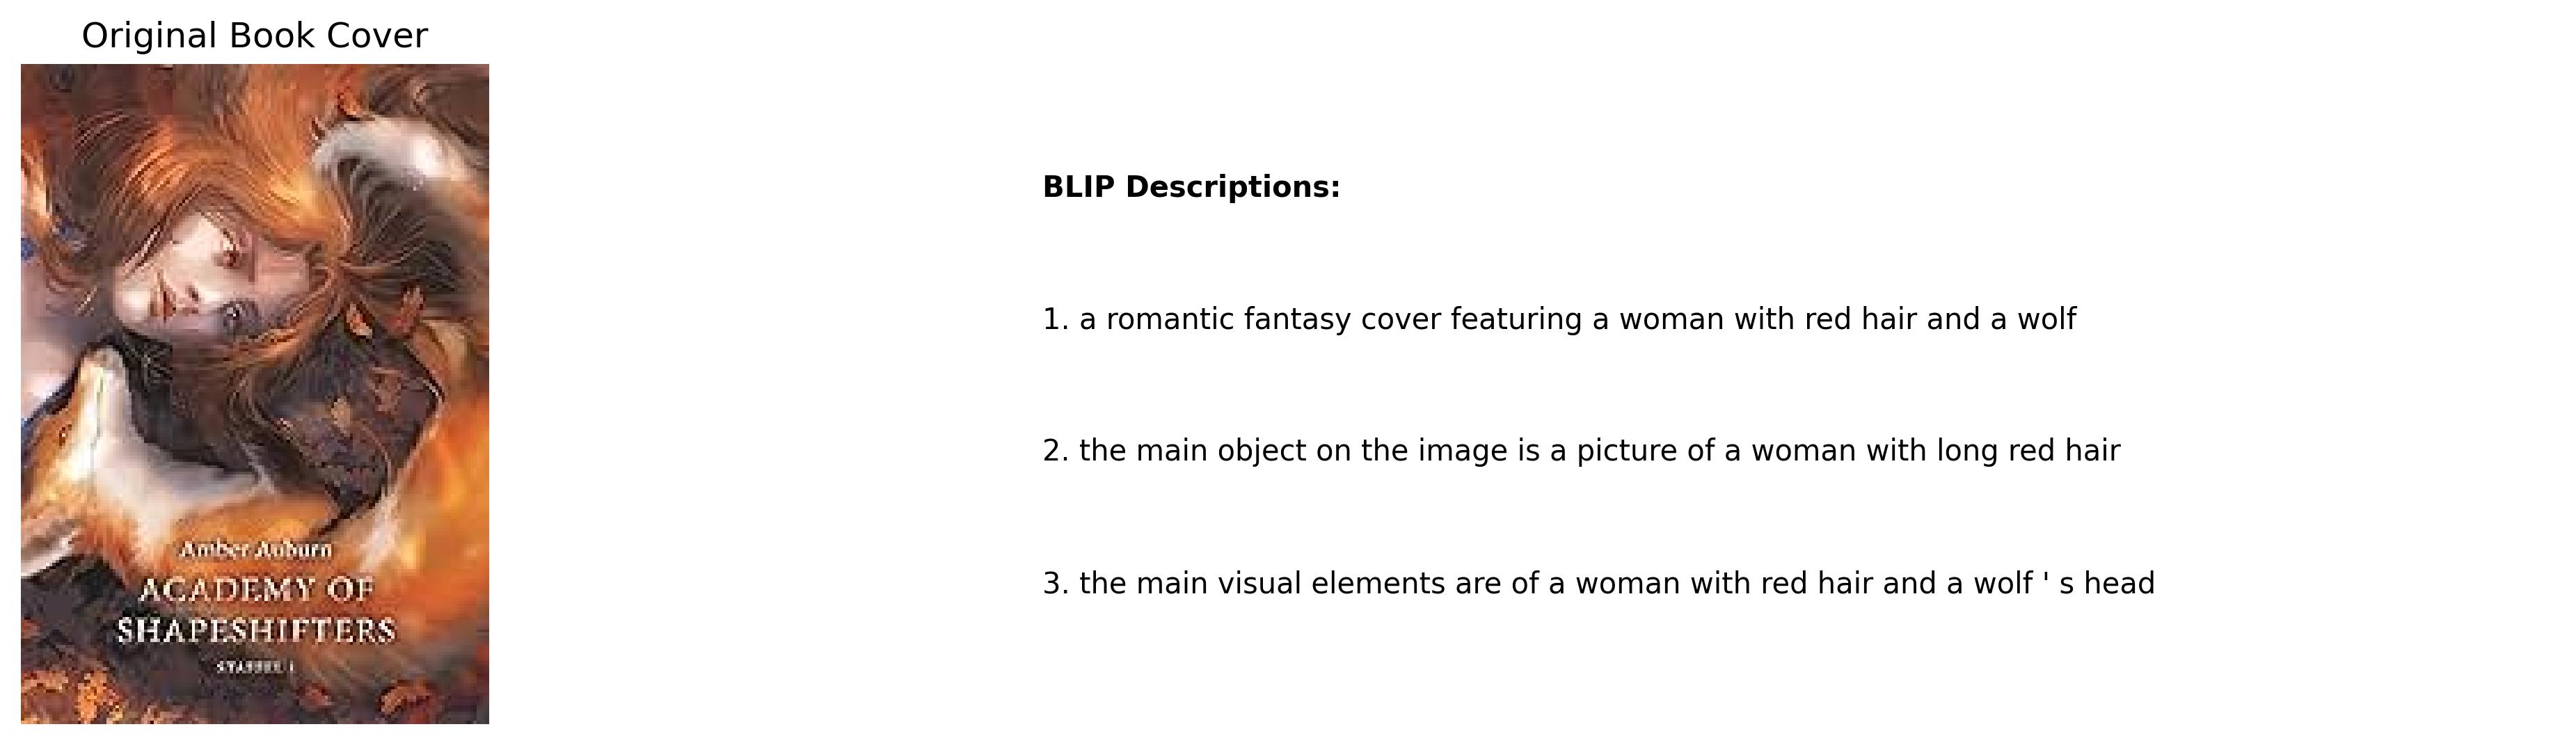 Original Book Cover
Amber Auburn
ACADEMY OF
SHAPESHIFTERS
STAFFEL 1
BLIP Descriptions:
1. a romantic fantasy cover featuring a woman with red hair and a wolf
2. the main object on the image is a picture of a woman with long red hair
3. the main visual elements are of a woman with red hair and a wolf ' s head